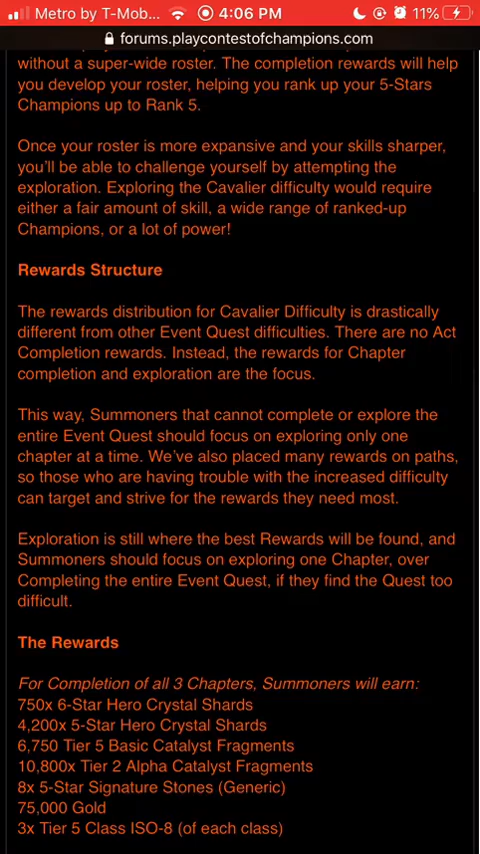 Metro by T-Mob... 4:06 PM 11%
forums.playcontestofchampions.com
without a super-wide roster. The completion rewards will help
you develop your roster, helping you rank up your 5-Stars
Champions up to Rank 5.
Once your roster is more expansive and your skills sharper,
you'll be able to challenge yourself by attempting the
exploration. Exploring the Cavalier difficulty would require
either a fair amount of skill, a wide range of ranked-up
Champions, or a lot of power!
Rewards Structure
The rewards distribution for Cavalier Difficulty is drastically
different from other Event Quest difficulties. There are no Act
Completion rewards. Instead, the rewards for Chapter
completion and exploration are the focus.
This way, Summoners that cannot complete or explore the
entire Event Quest should focus on exploring only one
chapter at a time. We've also placed many rewards on paths,
so those who are having trouble with the increased difficulty
can target and strive for the rewards they need most.
Exploration is still where the best Rewards will be found, and
Summoners should focus on exploring one Chapter, over
Completing the entire Event Quest, if they find the Quest too
difficult.
The Rewards
For Completion of all 3 Chapters, Summoners will earn:
750x 6-Star Hero Crystal Shards
4,200x 5-Star Hero Crystal Shards
6,750 Tier 5 Basic Catalyst Fragments
10,800x Tier 2 Alpha Catalyst Fragments
8x 5-Star Signature Stones (Generic)
75,000 Gold
3x Tier 5 Class ISO-8 (of each class)